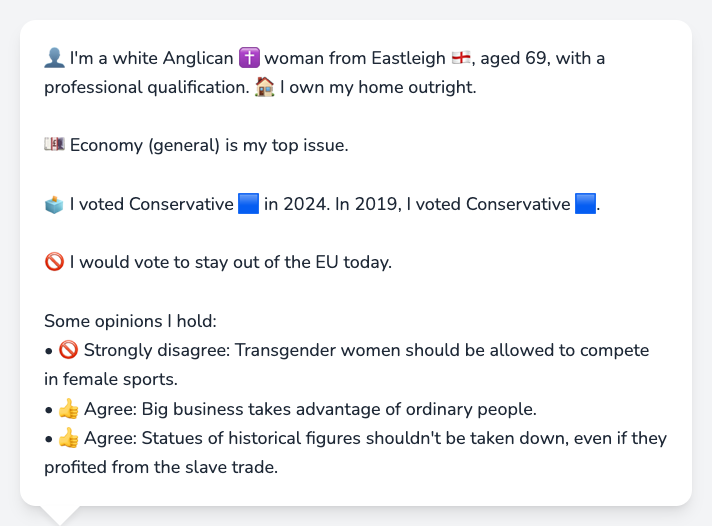 👤 I'm a white Anglican ✝️ woman from Eastleigh 🏴󠁧󠁢󠁥󠁮󠁧󠁿, aged 69, with a
professional qualification. 🏠 I own my home outright.
💷 Economy (general) is my top issue.
🗳️ I voted Conservative 🟦 in 2024. In 2019, I voted Conservative 🟦.
🚫 I would vote to stay out of the EU today.
Some opinions I hold:
• 🚫 Strongly disagree: Transgender women should be allowed to compete
in female sports.
• 👍 Agree: Big business takes advantage of ordinary people.
• 👍 Agree: Statues of historical figures shouldn't be taken down, even if they
profited from the slave trade.